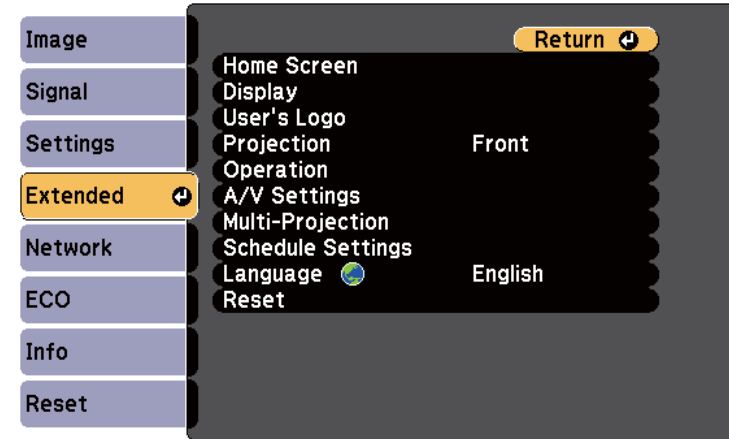 Image
Signal
Settings
Extended
Network
ECO
Info
Reset
Return
Home Screen
Display
User's Logo
Projection Front
Operation
A/V Settings
Multi-Projection
Schedule Settings
Language English
Reset